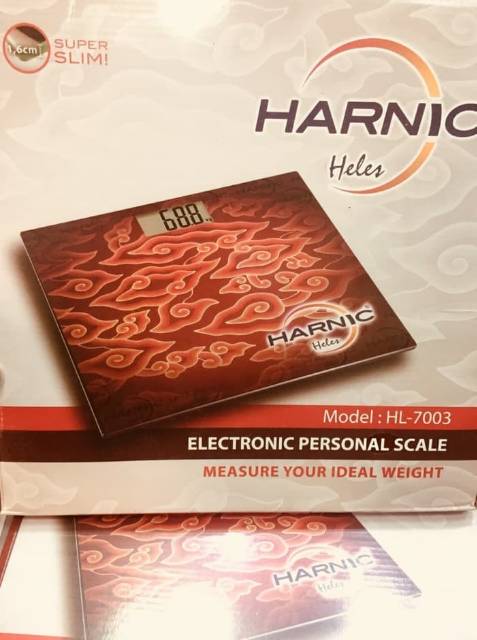 1,6cm
SUPER
SLIM!
HARNIC
Heles
HARNIC
Heles
Model : HL-7003
ELECTRONIC PERSONAL SCALE
MEASURE YOUR IDEAL WEIGHT
HARNIC
Heles